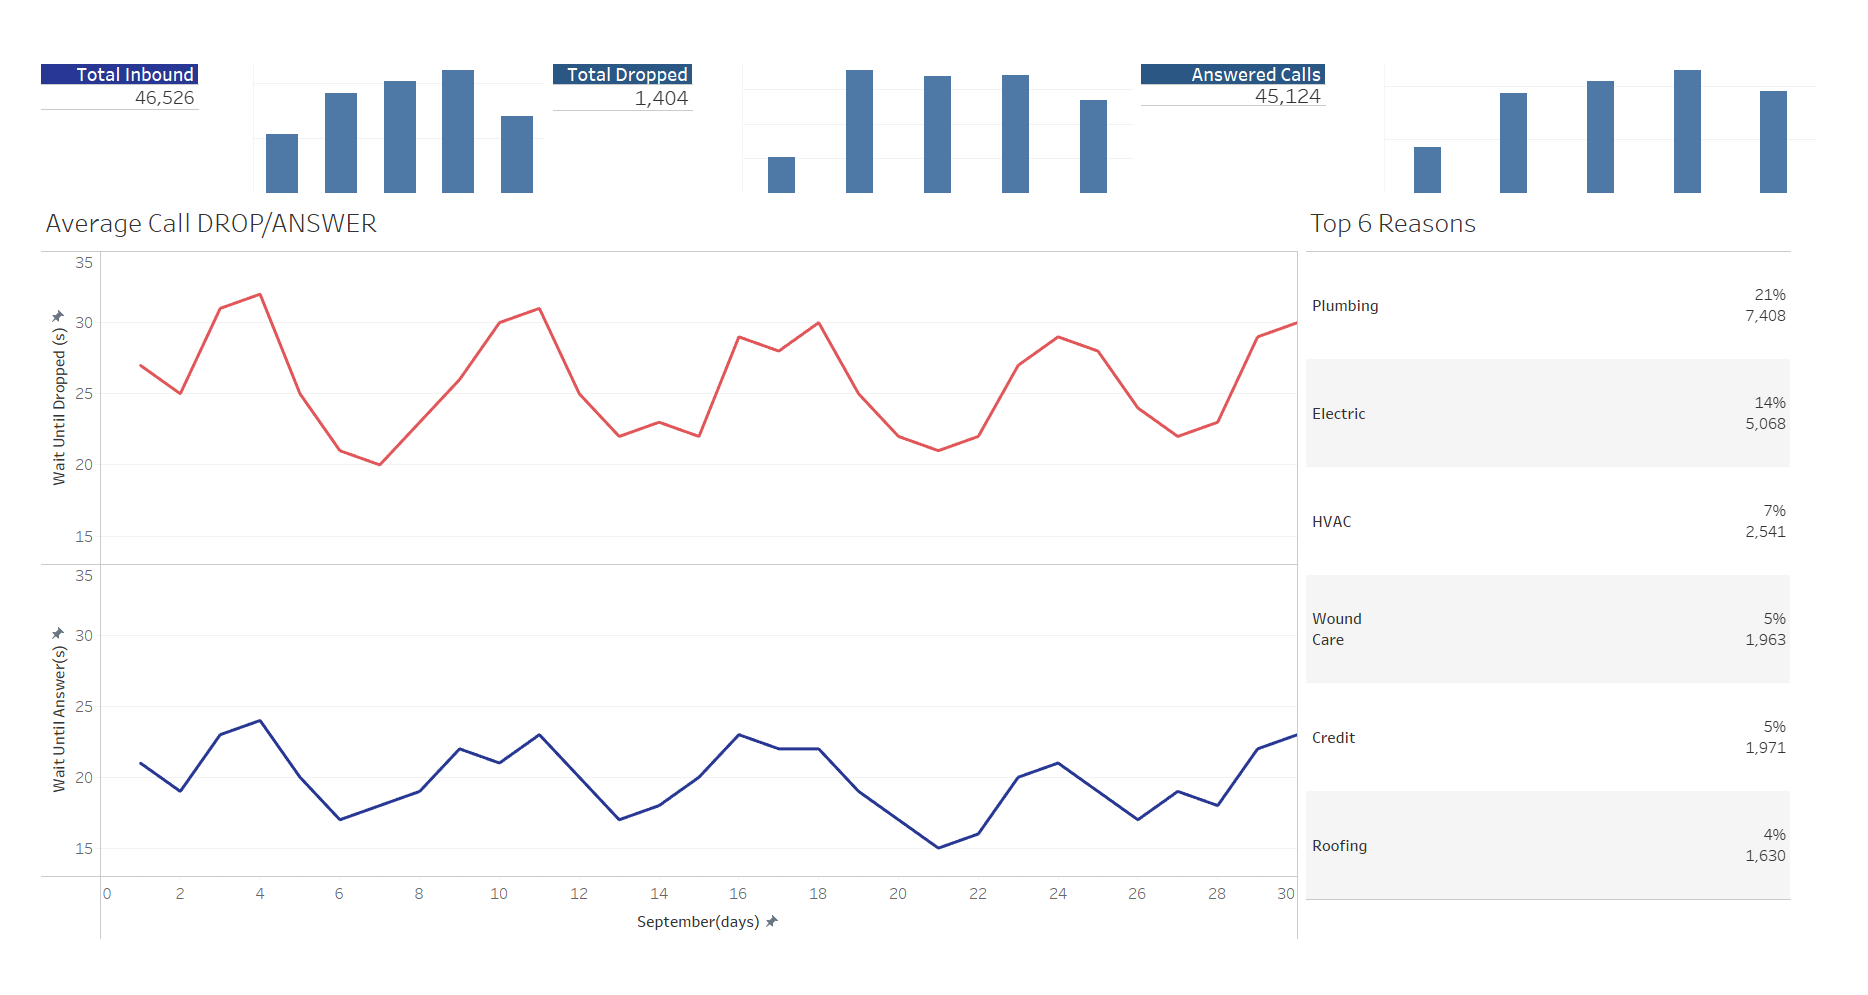 Total Inbound
46,526
Total Dropped
1,404
Answered Calls
45,124
Average Call DROP/ANSWER
35
30
25
20
15
Wait Until Dropped (s)
35
30
25
20
15
Wait Until Answer(s)
0 2 4 6 8 10 12 14 16 18 20 22 24 26 28 30
September(days)
Top 6 Reasons
Plumbing
21%
7,408
Electric
14%
5,068
HVAC
7%
2,541
Wound
Care
5%
1,963
Credit
5%
1,971
Roofing
4%
1,630